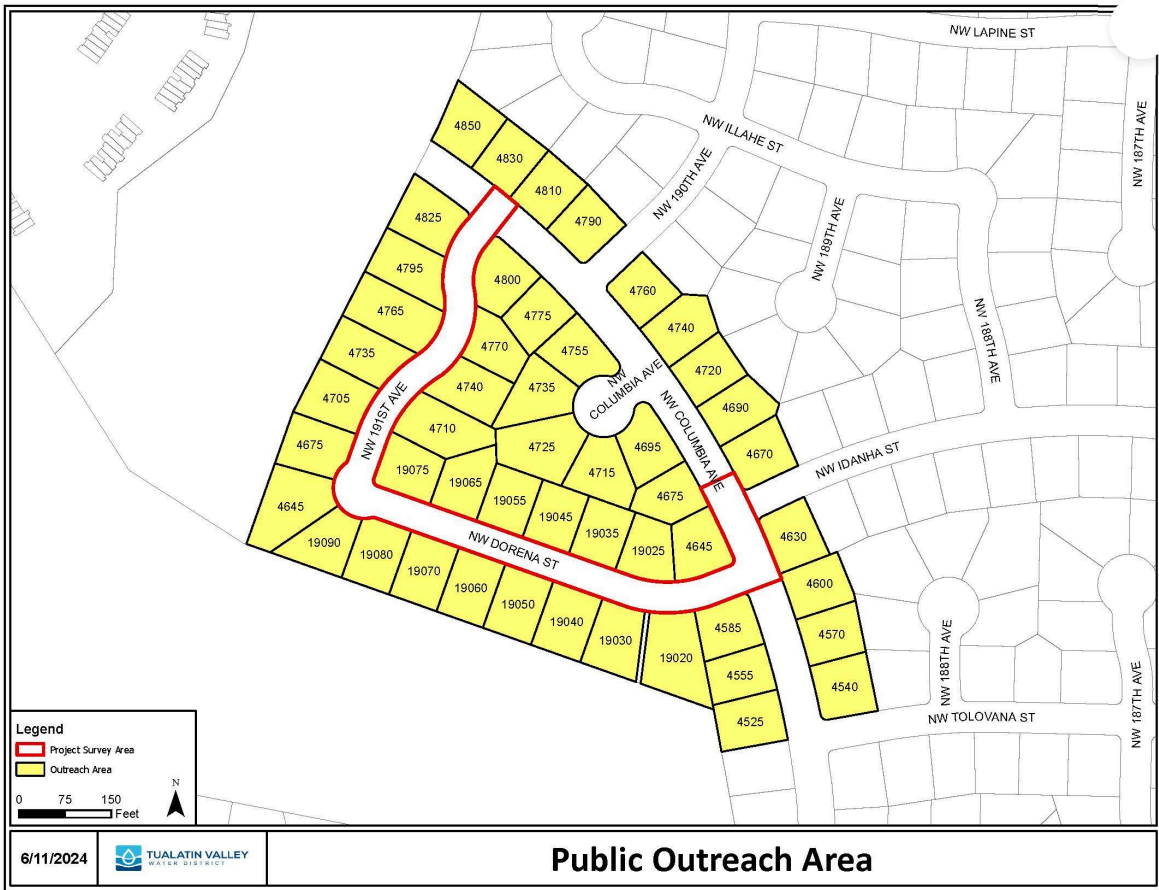 NW LAPINE ST
NW 187TH AVE
NW ILLAHE ST
NW 190TH AVE
NW 189TH AVE
NW 188TH AVE
4850
4830
4810
4790
4825
4795
4765
4735
4705
4675
4645
4800
4775
4755
4770
4735
4740
4710
4725
4715
4695
4675
4645
4760
4740
4720
4690
4670
NW
COLUMBIA AVE
NW COLUMBIA AVE
NW 191ST AVE
NW IDANHA ST
19075
19065
19055
19045
19035
19025
NW DORENA ST
19090
19080
19070
19060
19050
19040
19030
19020
4585
4555
4525
4630
4600
4570
4540
NW 188TH AVE
NW TOLOVANA ST
NW 187TH AVE
Legend
Project Survey Area
Outreach Area
0 75 150
Feet
N
6/11/2024
TUALATIN VALLEY
WATER DISTRICT
Public Outreach Area